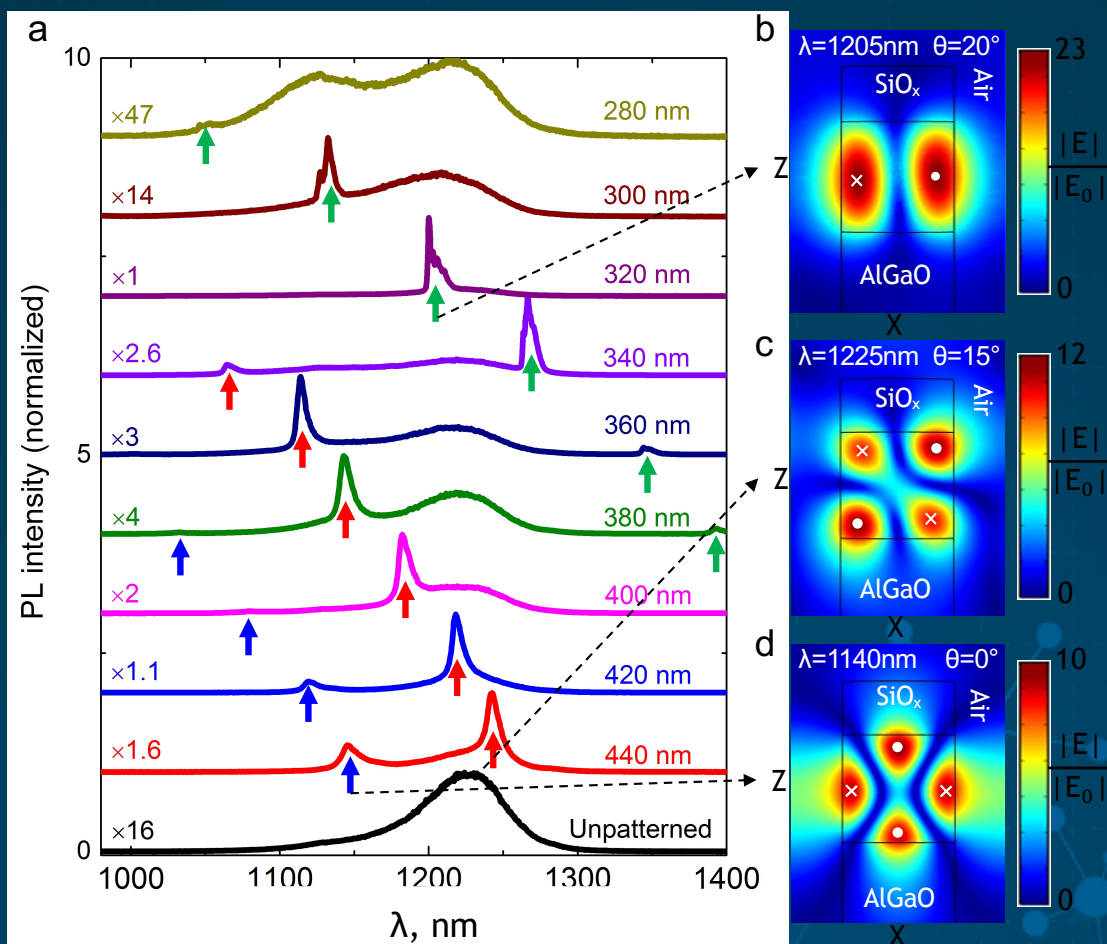 a
10
×47
280 nm
×14
300 nm
×1
320 nm
×2.6
340 nm
×3
360 nm
5
×4
380 nm
×2
400 nm
×1.1
420 nm
×1.6
440 nm
×16
Unpatterned
0
1000
1100
1200
1300
1400
λ, nm
PL intensity (normalized)
b
λ=1205nm θ=20°
SiOₓ
Air
AlGaO
Z
X
23
|E|
|E₀|
0
c
λ=1225nm θ=15°
SiOₓ
Air
AlGaO
Z
X
12
|E|
|E₀|
0
d
λ=1140nm θ=0°
SiOₓ
Air
AlGaO
Z
X
10
|E|
|E₀|
0